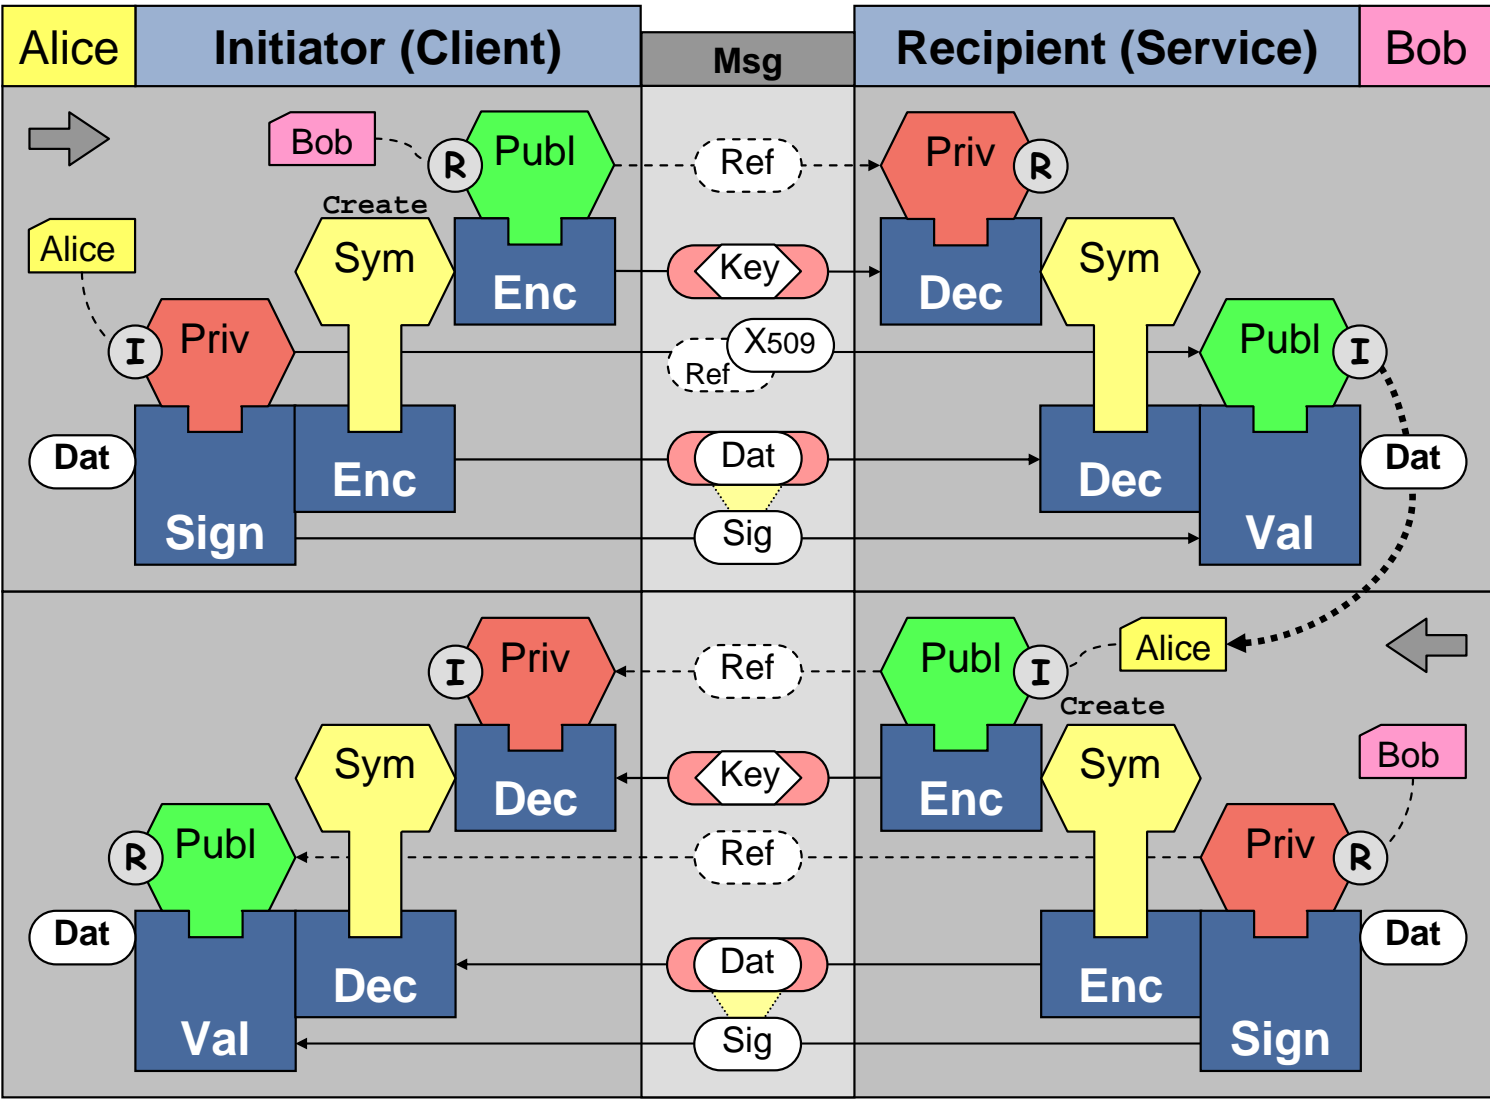 Alice
Initiator (Client)
Msg
Recipient (Service)
Bob
Bob
R
Publ
Ref
Priv
R
Create
Alice
Sym
Enc
Key
Dec
Sym
I
Priv
X509
Ref
Publ
I
Dat
Enc
Dat
Dec
Dat
Sign
Sig
Val
I
Priv
Ref
Publ
I
Alice
Create
Sym
Dec
Key
Enc
Sym
Bob
R
Publ
Ref
Priv
R
Dat
Dec
Dat
Enc
Dat
Val
Sig
Sign